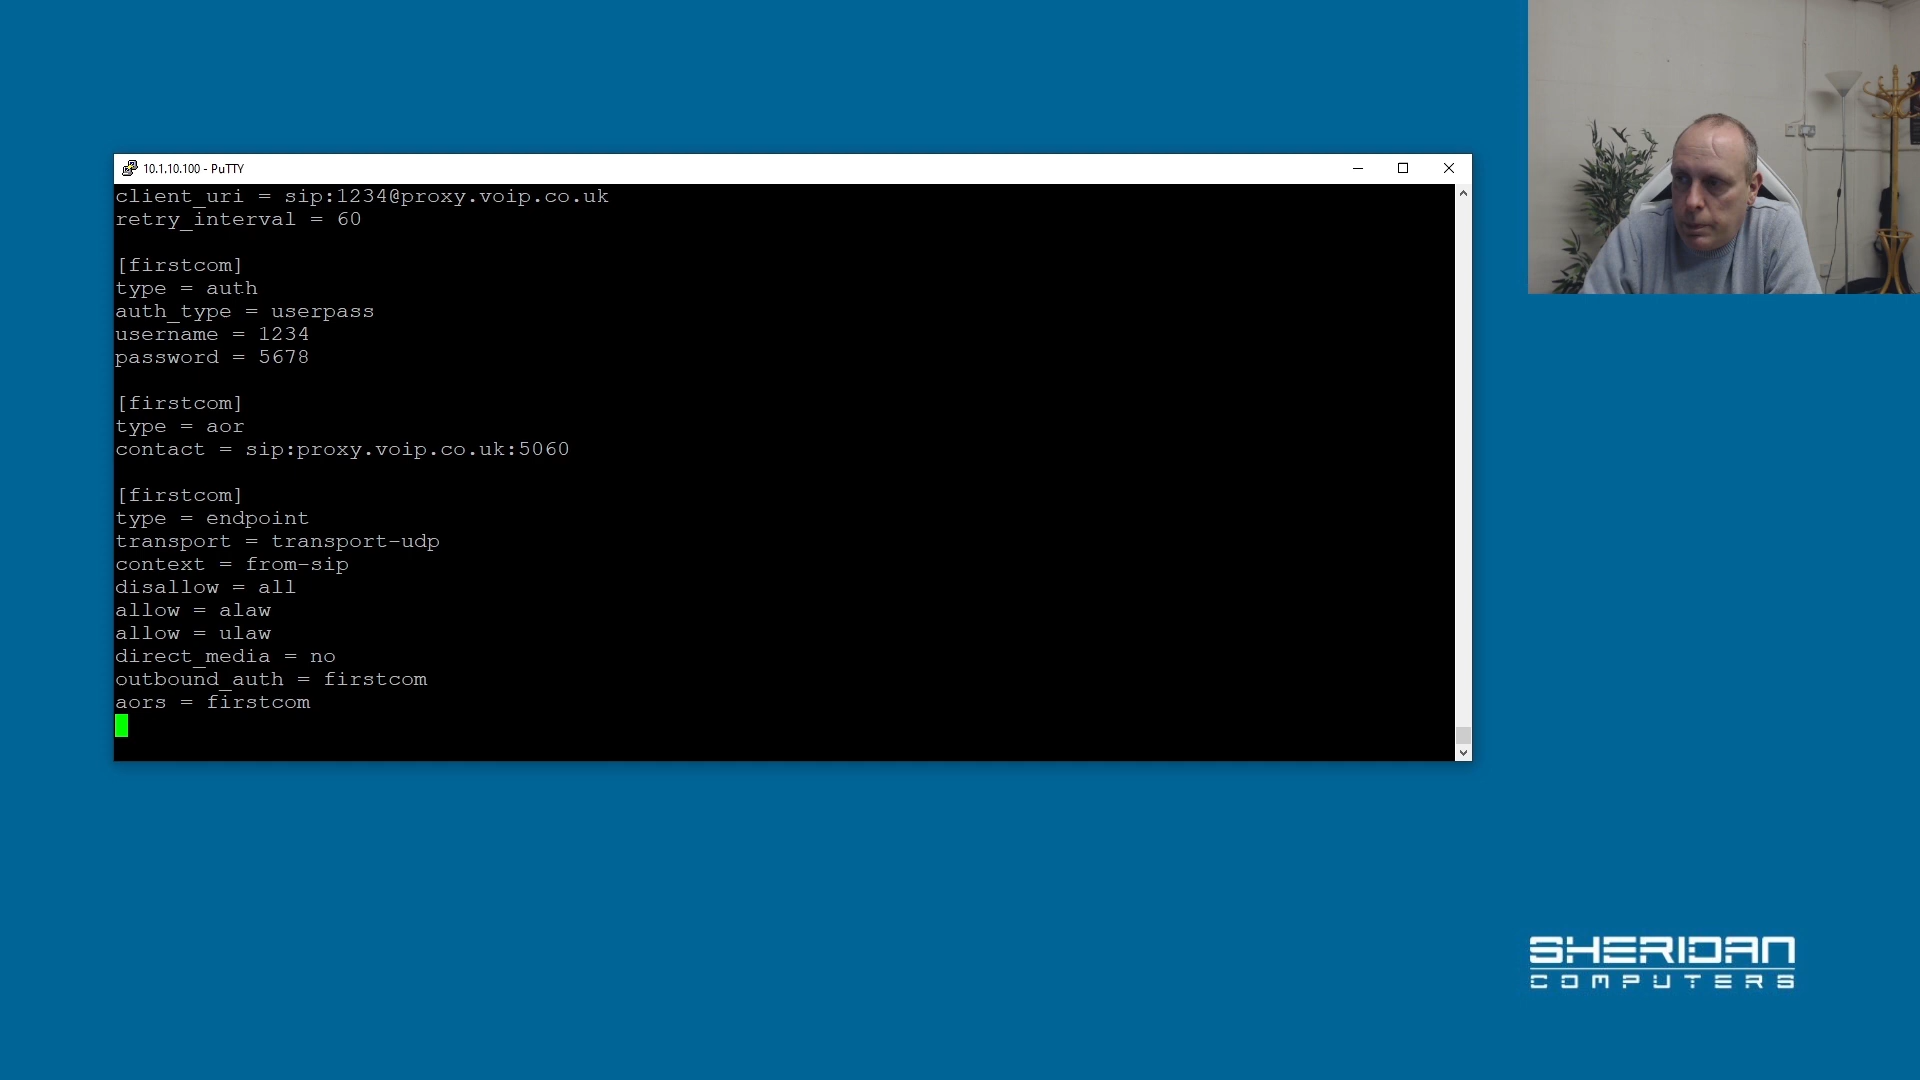 10.1.10.100 - PuTTY
client_uri = sip:1234@proxy.voip.co.uk
retry_interval = 60
[firstcom]
type = auth
auth_type = userpass
username = 1234
password = 5678
[firstcom]
type = aor
contact = sip:proxy.voip.co.uk:5060
[firstcom]
type = endpoint
transport = transport-udp
context = from-sip
disallow = all
allow = alaw
allow = ulaw
direct_media = no
outbound_auth = firstcom
aors = firstcom
SHERIDAN
COMPUTERS